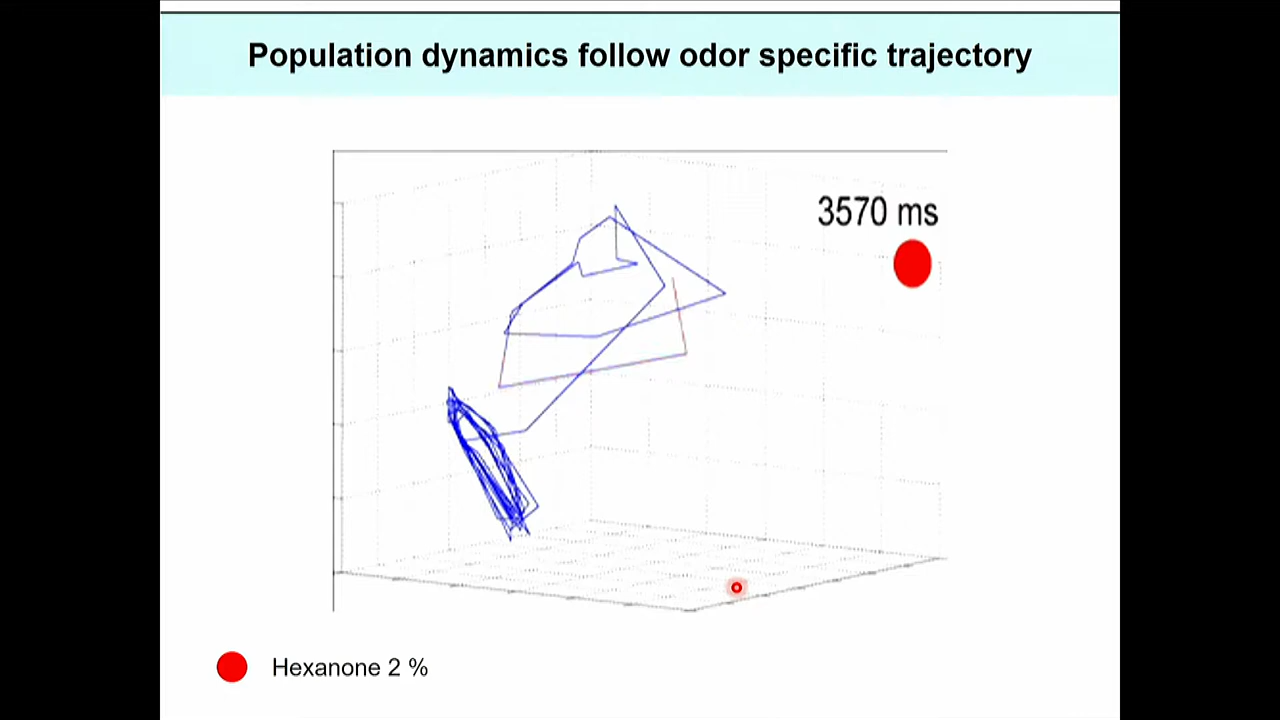 Population dynamics follow odor specific trajectory
3570 ms
Hexanone 2 %